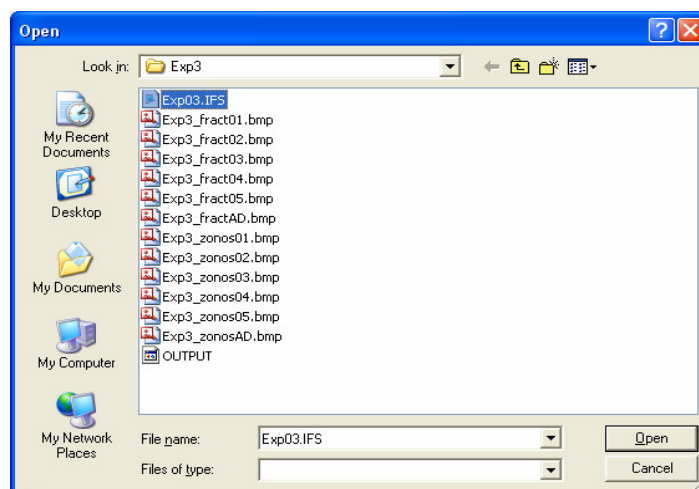 Open
Look in: Exp3
My Recent
Documents
Desktop
My Documents
My Computer
My Network
Places
Exp03.IFS
Exp3_fract01.bmp
Exp3_fract02.bmp
Exp3_fract03.bmp
Exp3_fract04.bmp
Exp3_fract05.bmp
Exp3_fractAD.bmp
Exp3_zonos01.bmp
Exp3_zonos02.bmp
Exp3_zonos03.bmp
Exp3_zonos04.bmp
Exp3_zonos05.bmp
Exp3_zonosAD.bmp
OUTPUT
File name: Exp03.IFS Open
Files of type: Cancel